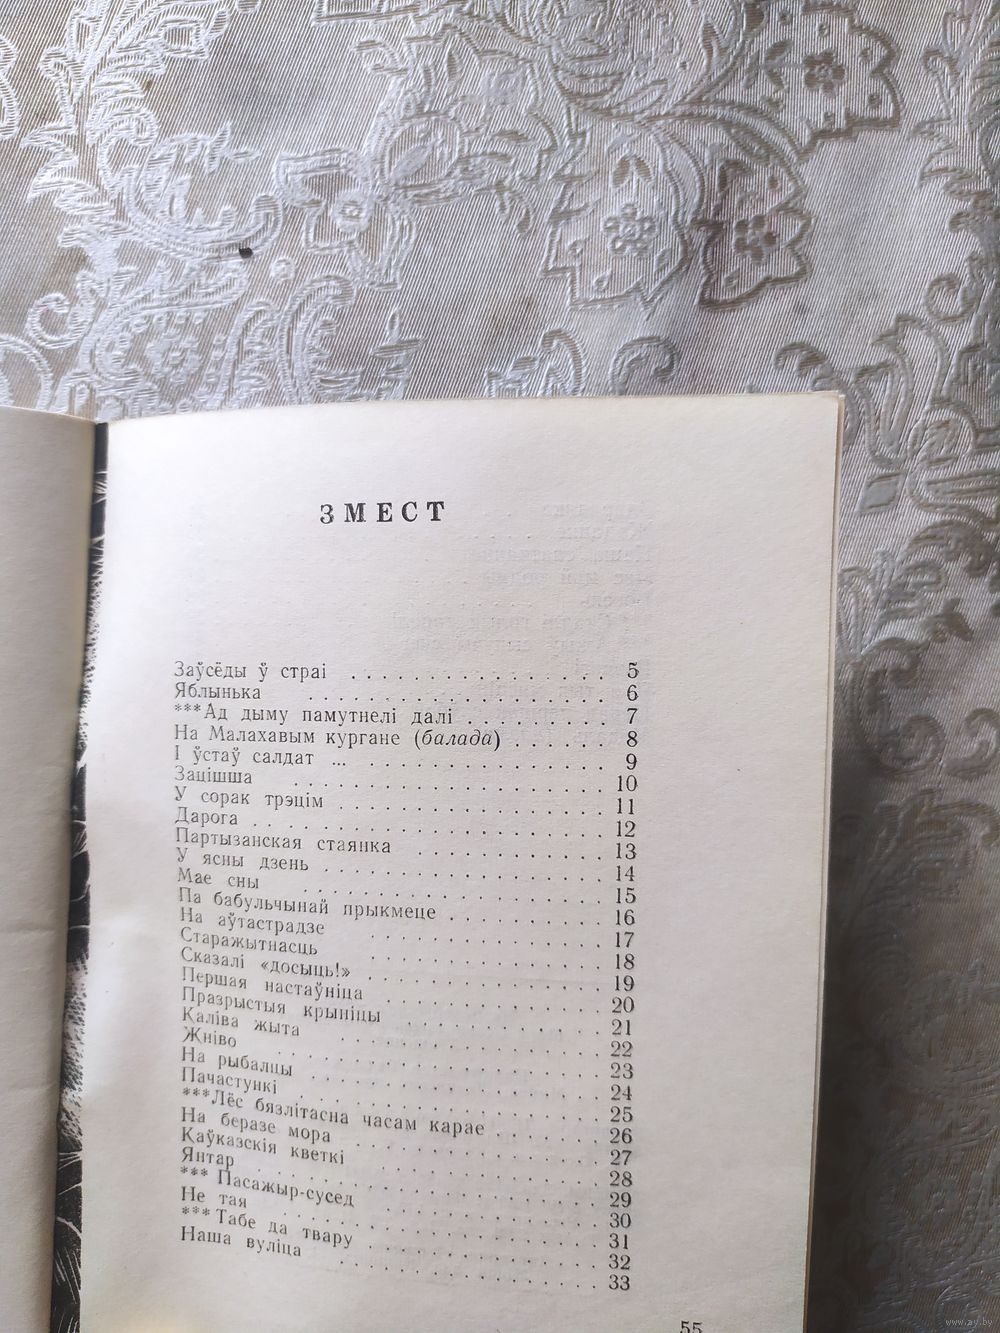 ЗМЕСТ
Заўсёды ў страі . . . . . . . . . . . . . . 5
Яблынька . . . . . . . . . . . . . . . . 6
***Ад дыму памутнелі далі . . . . . . . . . 7
На Малахавым кургане (балада) . . . . . . 8
І ўстаў салдат ... . . . . . . . . . . . . . 9
Зацішша . . . . . . . . . . . . . . . . 10
У сорак трэцім . . . . . . . . . . . . . . 11
Дарога . . . . . . . . . . . . . . . . . 12
Партызанская стаянка . . . . . . . . . . . 13
У ясны дзень . . . . . . . . . . . . . . 14
Мае сны . . . . . . . . . . . . . . . . 15
Па бабульчынай прыкмеце . . . . . . . . . 16
На аўтастрадзе . . . . . . . . . . . . . 17
Старажытнасць . . . . . . . . . . . . . 18
Сказалі «досыць!» . . . . . . . . . . . . 19
Першая настаўніца . . . . . . . . . . . . 20
Празрыстыя крыніцы . . . . . . . . . . . 21
Каліва жыта . . . . . . . . . . . . . . 22
Жніво . . . . . . . . . . . . . . . . . 23
На рыбалцы . . . . . . . . . . . . . . 24
Пачастункі . . . . . . . . . . . . . . . 25
***Лёс бязлітасна часам карае . . . . . . . 26
На беразе мора . . . . . . . . . . . . . 27
Каўказскія кветкі . . . . . . . . . . . . 28
Янтар . . . . . . . . . . . . . . . . . 29
*** Пасажыр-сусед . . . . . . . . . . . . 30
Не тая . . . . . . . . . . . . . . . . . 31
***Табе да твару . . . . . . . . . . . . 32
Наша вуліца . . . . . . . . . . . . . . 33
55
www.ay.by